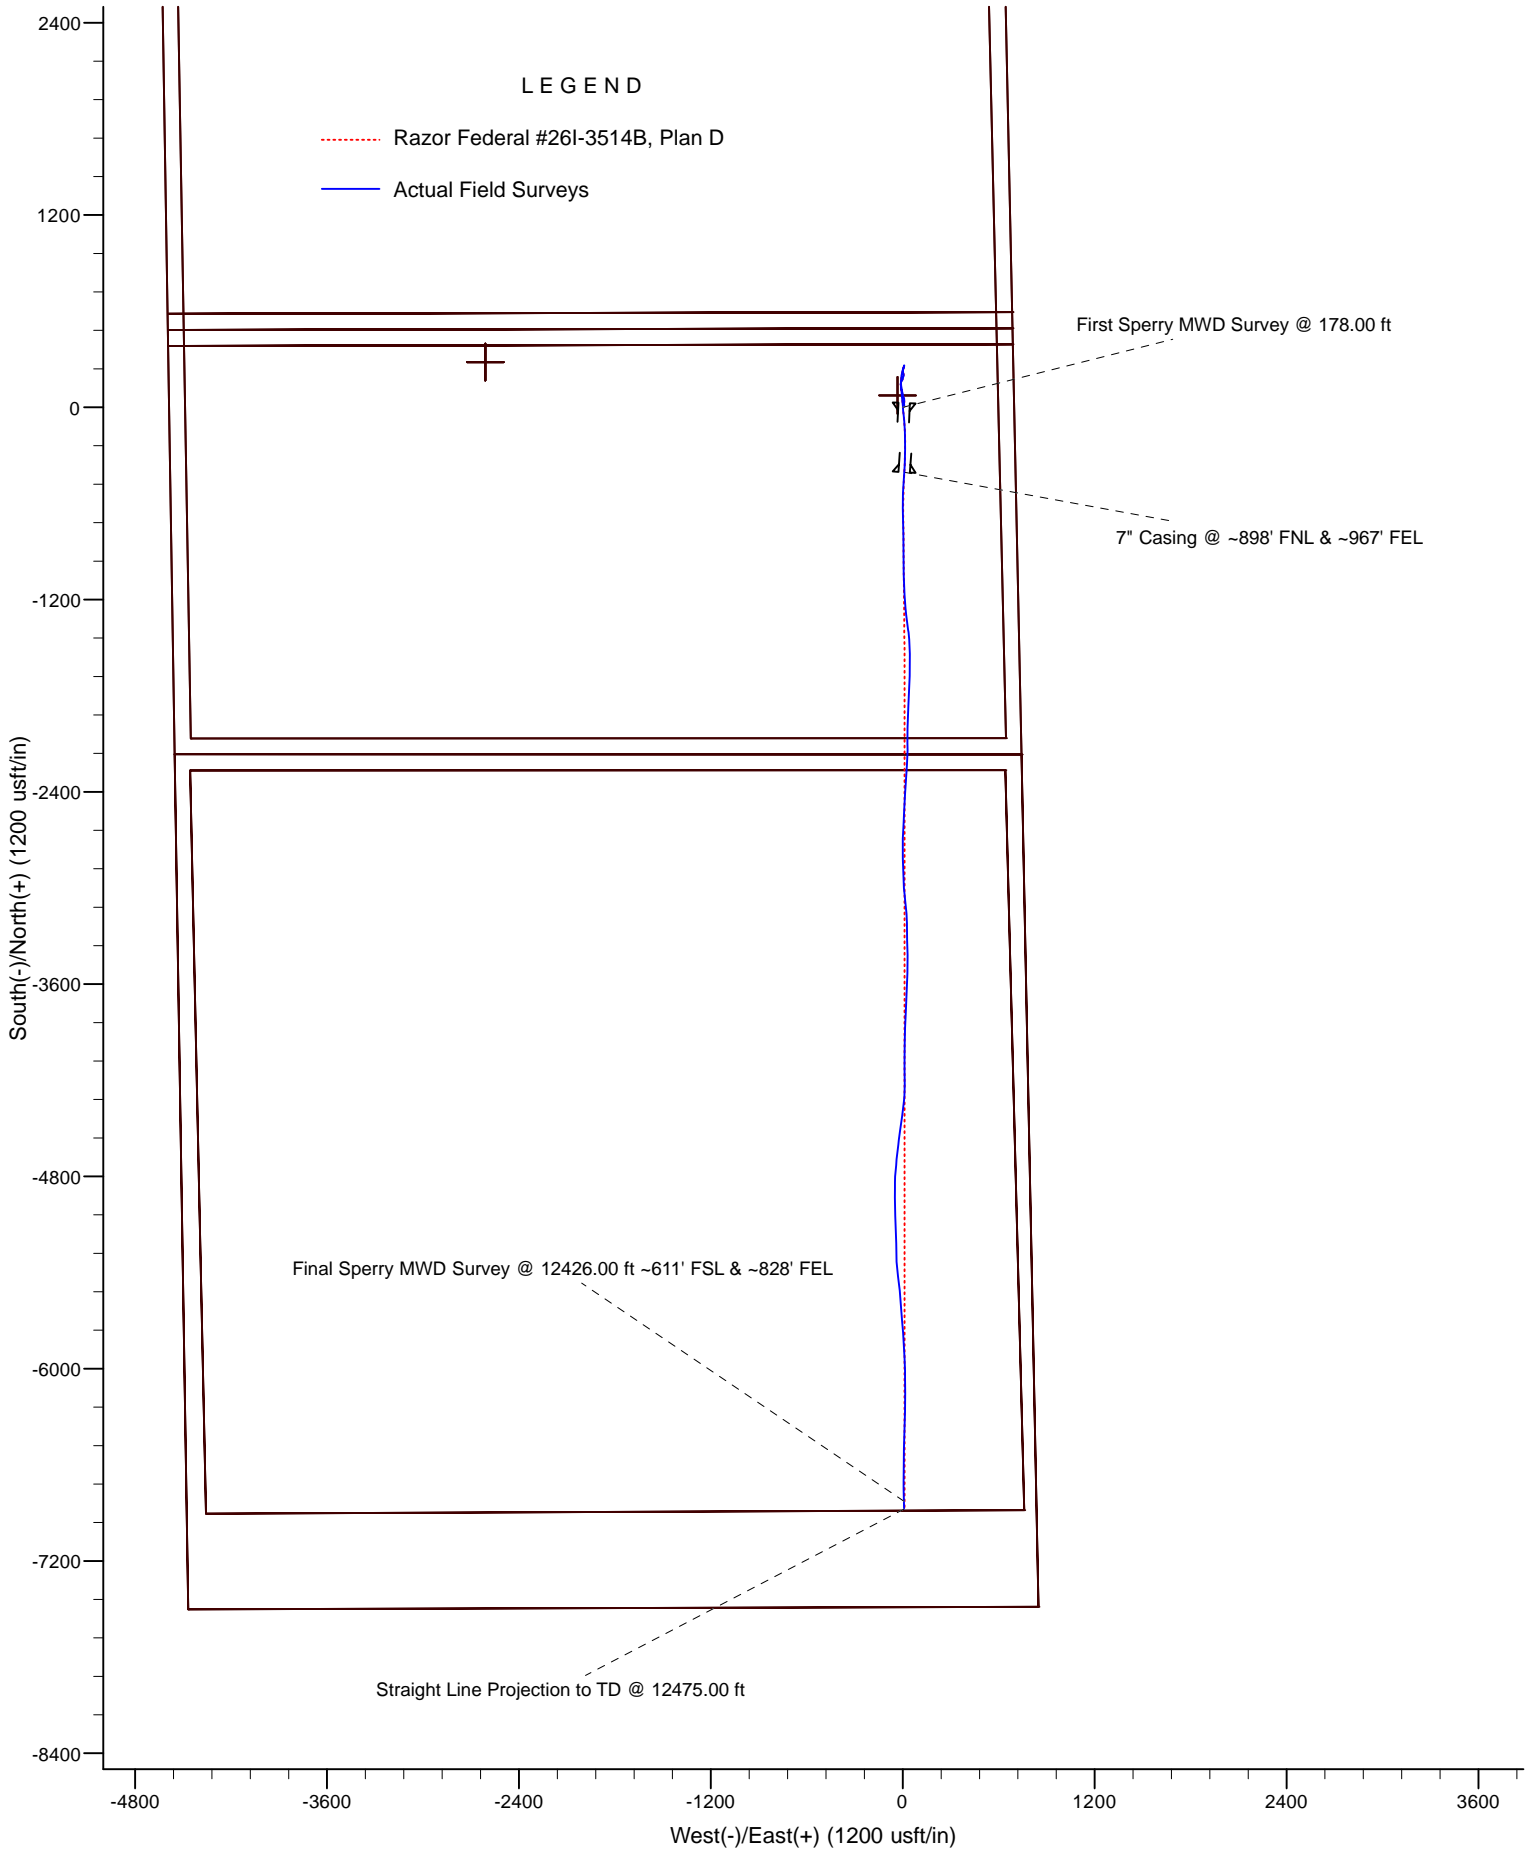 2400
L E G E N D
Razor Federal #26I-3514B, Plan D
Actual Field Surveys
1200
First Sperry MWD Survey @ 178.00 ft
0
7" Casing @ ~898' FNL & ~967' FEL
-1200
South(-)/North(+) (1200 usft/in)
-2400
-3600
-4800
Final Sperry MWD Survey @ 12426.00 ft ~611' FSL & ~828' FEL
-6000
-7200
Straight Line Projection to TD @ 12475.00 ft
-8400
-4800 -3600 -2400 -1200 0 1200 2400 3600
West(-)/East(+) (1200 usft/in)